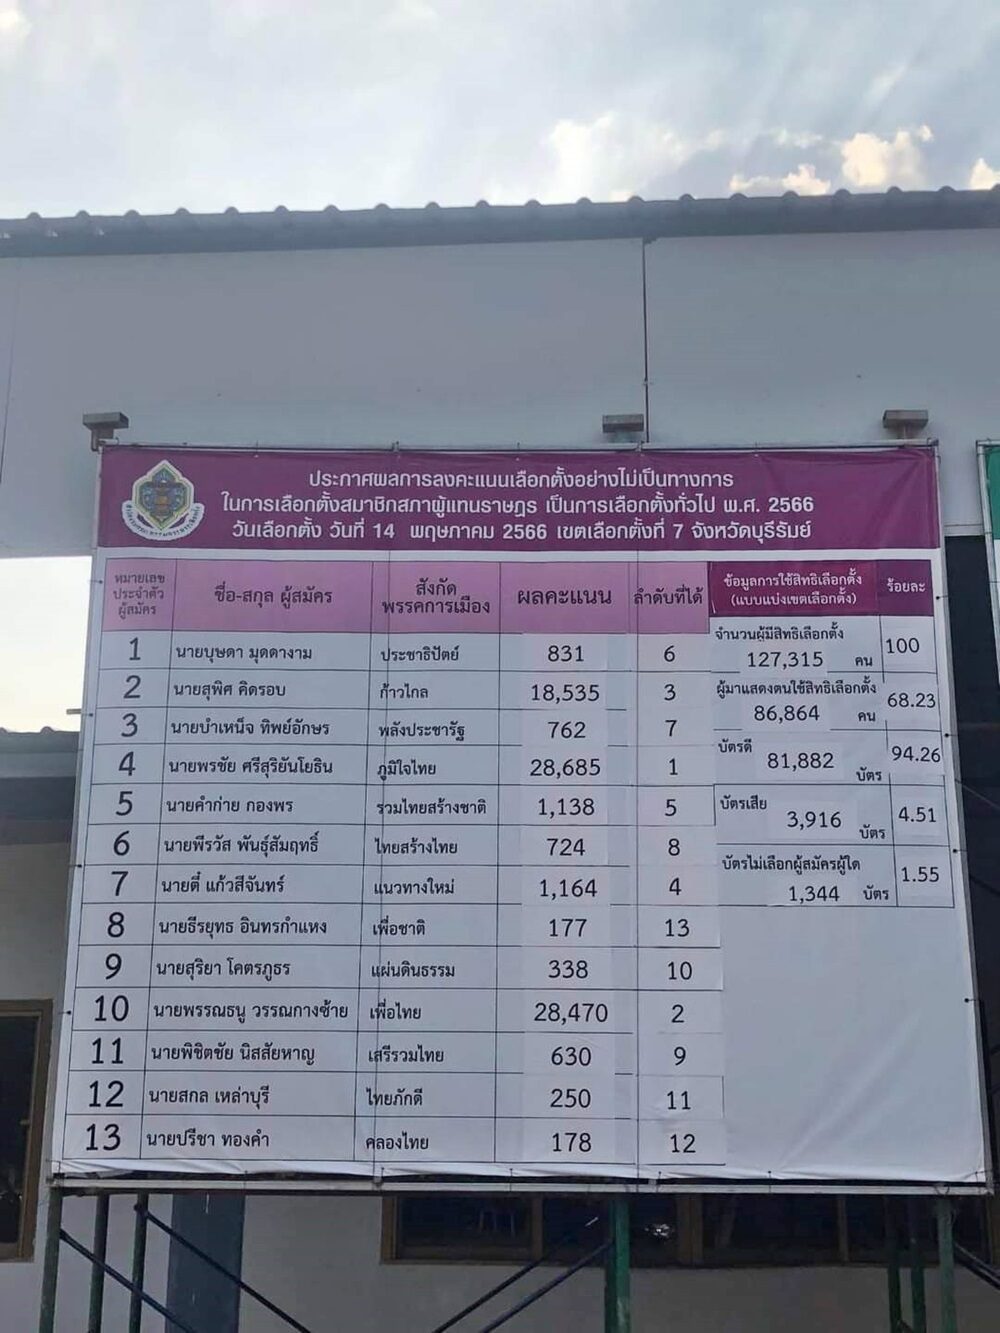 ประกาศผลการลงคะแนนเลือกตั้งอย่างไม่เป็นทางการ
ในการเลือกตั้งสมาชิกสภาผู้แทนราษฎร เป็นการเลือกตั้งทั่วไป พ.ศ. 2566
วันเลือกตั้ง วันที่ 14 พฤษภาคม 2566 เขตเลือกตั้งที่ 7 จังหวัดบุรีรัมย์
หมายเลขประจำตัวผู้สมัคร ชื่อ-สกุล ผู้สมัคร สังกัดพรรคการเมือง ผลคะแนน ลำดับที่ได้
1 นายบุษดา มุดดางาม ประชาธิปัตย์ 831 6
2 นายสุพิศ คิดรอบ ก้าวไกล 18,535 3
3 นายบำเหน็จ ทิพย์อักษร พลังประชารัฐ 762 7
4 นายพรชัย ศรีสุริยันโยธิน ภูมิใจไทย 28,685 1
5 นายคำก่าย กองพร รวมไทยสร้างชาติ 1,138 5
6 นายพีรวัส พันธุ์สัมฤทธิ์ ไทยสร้างไทย 724 8
7 นายตี๋ แก้วสีจันทร์ แนวทางใหม่ 1,164 4
8 นายธีรยุทธ อินทรกำแหง เพื่อชาติ 177 13
9 นายสุริยา โคตรภูธร แผ่นดินธรรม 338 10
10 นายพรรณธนู วรรณกางซ้าย เพื่อไทย 28,470 2
11 นายพิชิตชัย นิสสัยหาญ เสรีรวมไทย 630 9
12 นายสกล เหล่าบุรี ไทยภักดี 250 11
13 นายปรีชา ทองคำ คลองไทย 178 12
ข้อมูลการใช้สิทธิเลือกตั้ง ร้อยละ
(แบบแบ่งเขตเลือกตั้ง)
จำนวนผู้มีสิทธิเลือกตั้ง
127,315 คน 100
ผู้มาแสดงตนใช้สิทธิเลือกตั้ง
86,864 คน 68.23
บัตรดี
81,882 บัตร 94.26
บัตรเสีย
3,916 บัตร 4.51
บัตรไม่เลือกผู้สมัครผู้ใด
1,344 บัตร 1.55